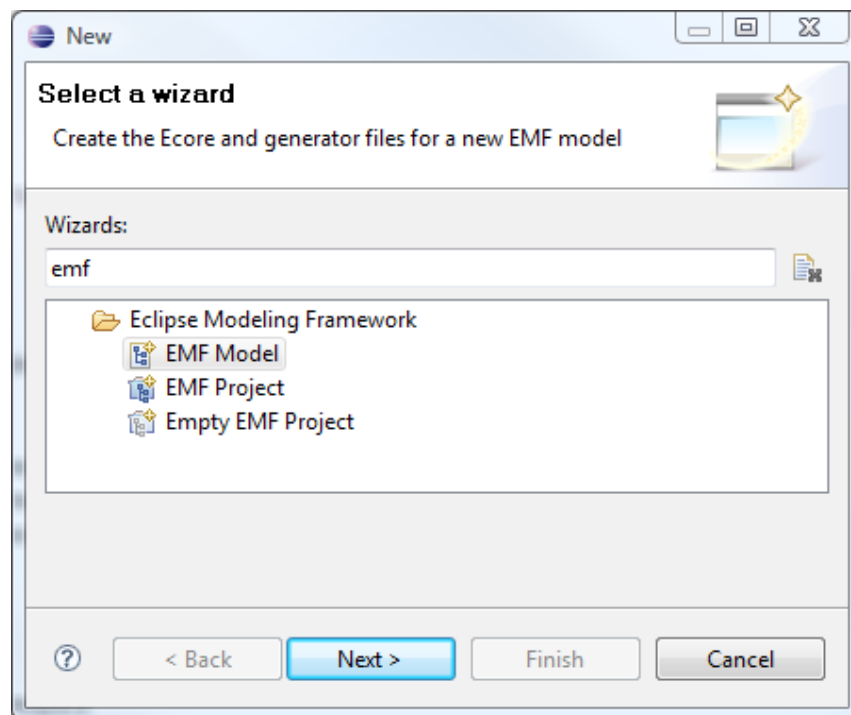 New
Select a wizard
Create the Ecore and generator files for a new EMF model
Wizards:
emf
Eclipse Modeling Framework
EMF Model
EMF Project
Empty EMF Project
? < Back Next > Finish Cancel